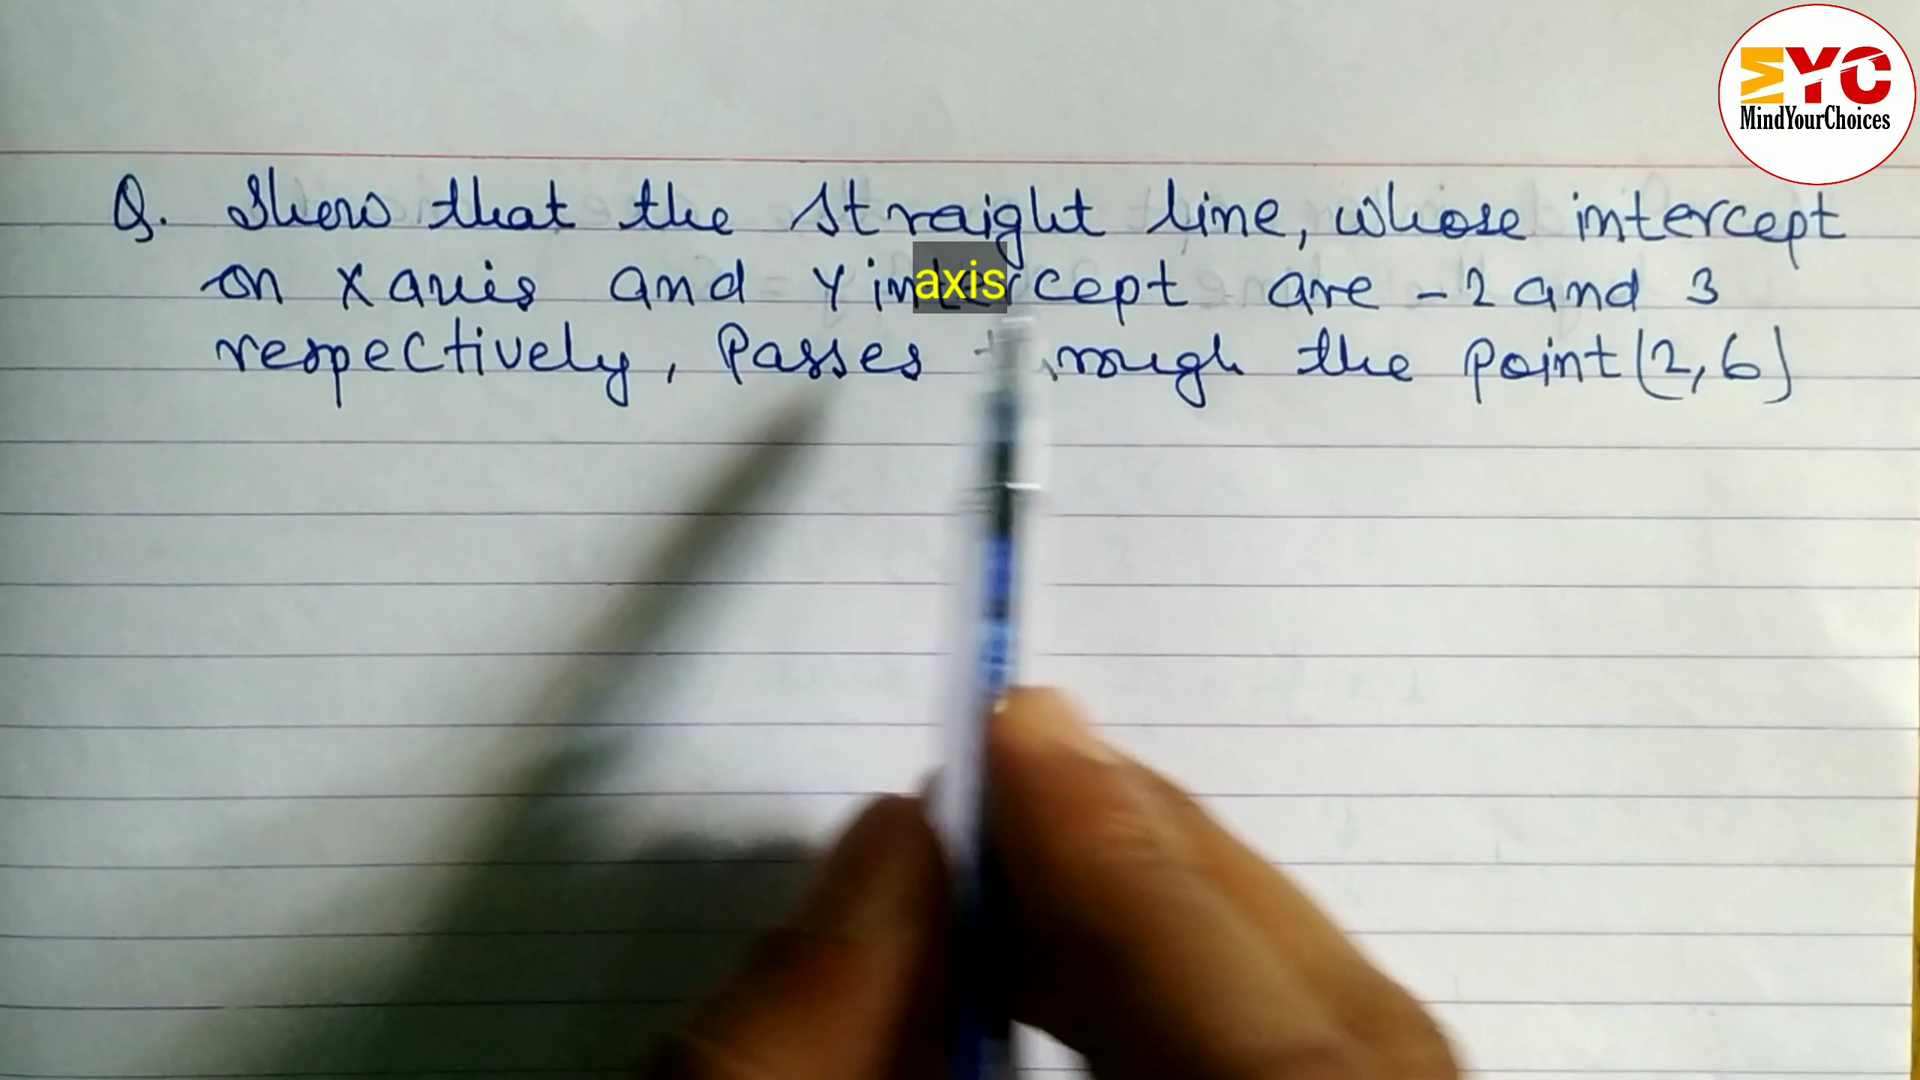 MYC
MindYourChoices
Q. Show that the straight line, whose intercept
on X axis and Y intercept are -2 and 3
axis
respectively, Passes through the point (2,6)